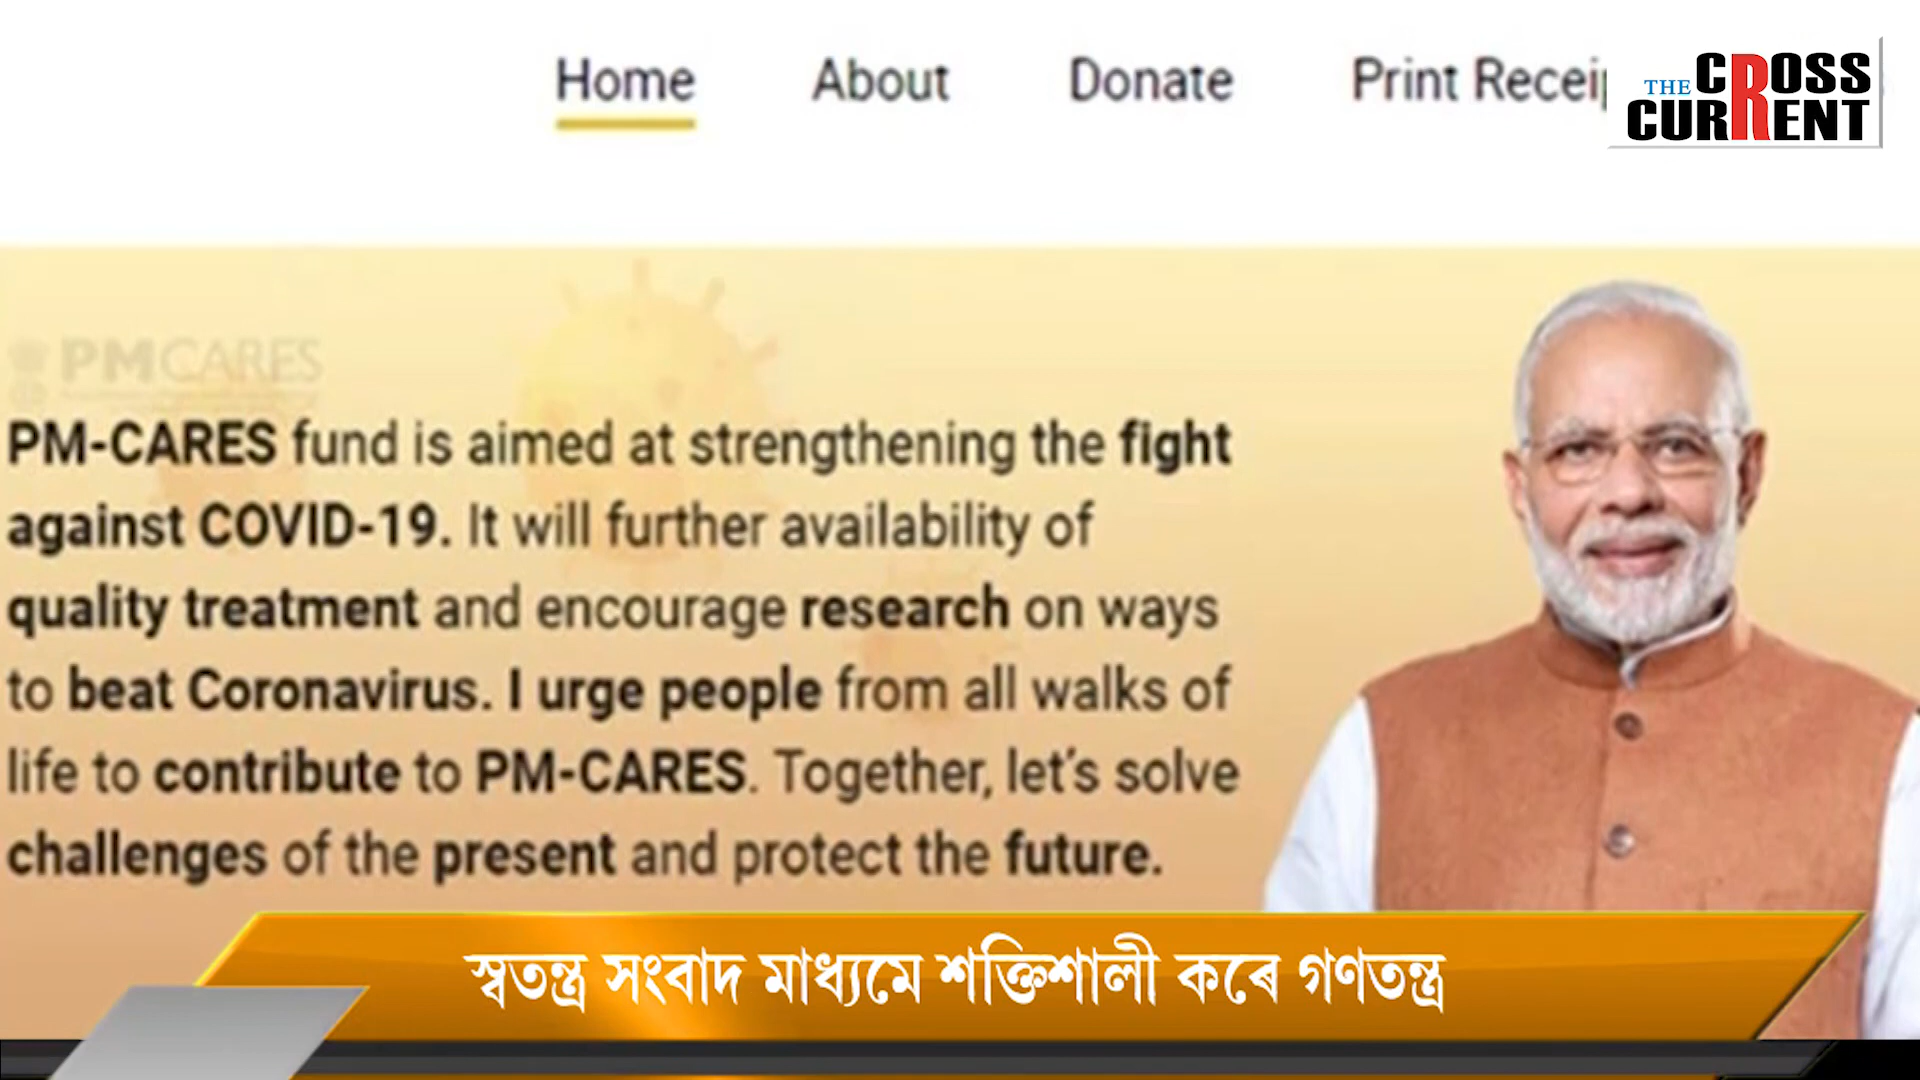 Home About Donate Print Receip
THE CROSS
CURRENT
PMCARES
PM-CARES fund is aimed at strengthening the fight
against COVID-19. It will further availability of
quality treatment and encourage research on ways
to beat Coronavirus. I urge people from all walks of
life to contribute to PM-CARES. Together, let's solve
challenges of the present and protect the future.
স্বতন্ত্ৰ সংবাদ মাধ্যমে শক্তিশালী কৰে গণতন্ত্ৰ